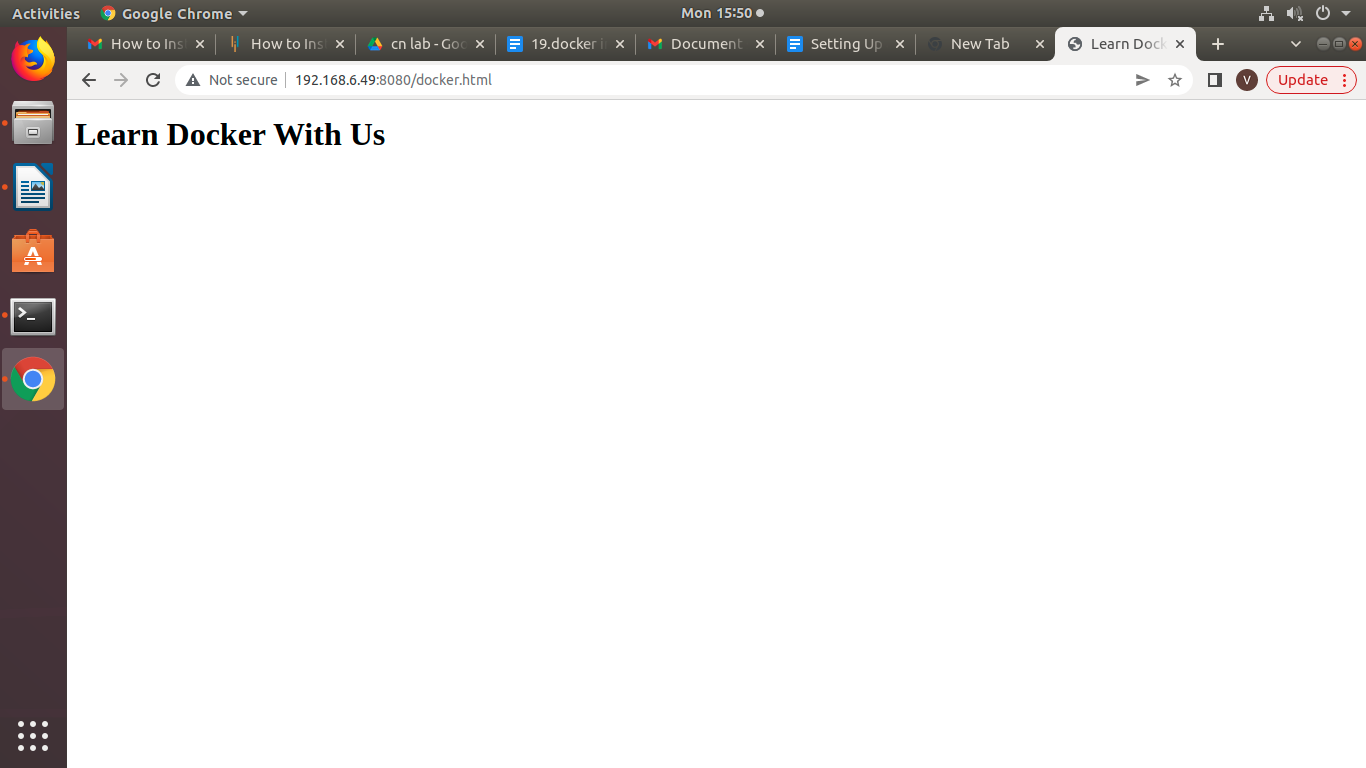 Activities Google Chrome Mon 15:50
How to Ins How to Ins cn lab - Goo 19.docker i Document Setting Up New Tab Learn Dock
Not secure 192.168.6.49:8080/docker.html V Update
Learn Docker With Us